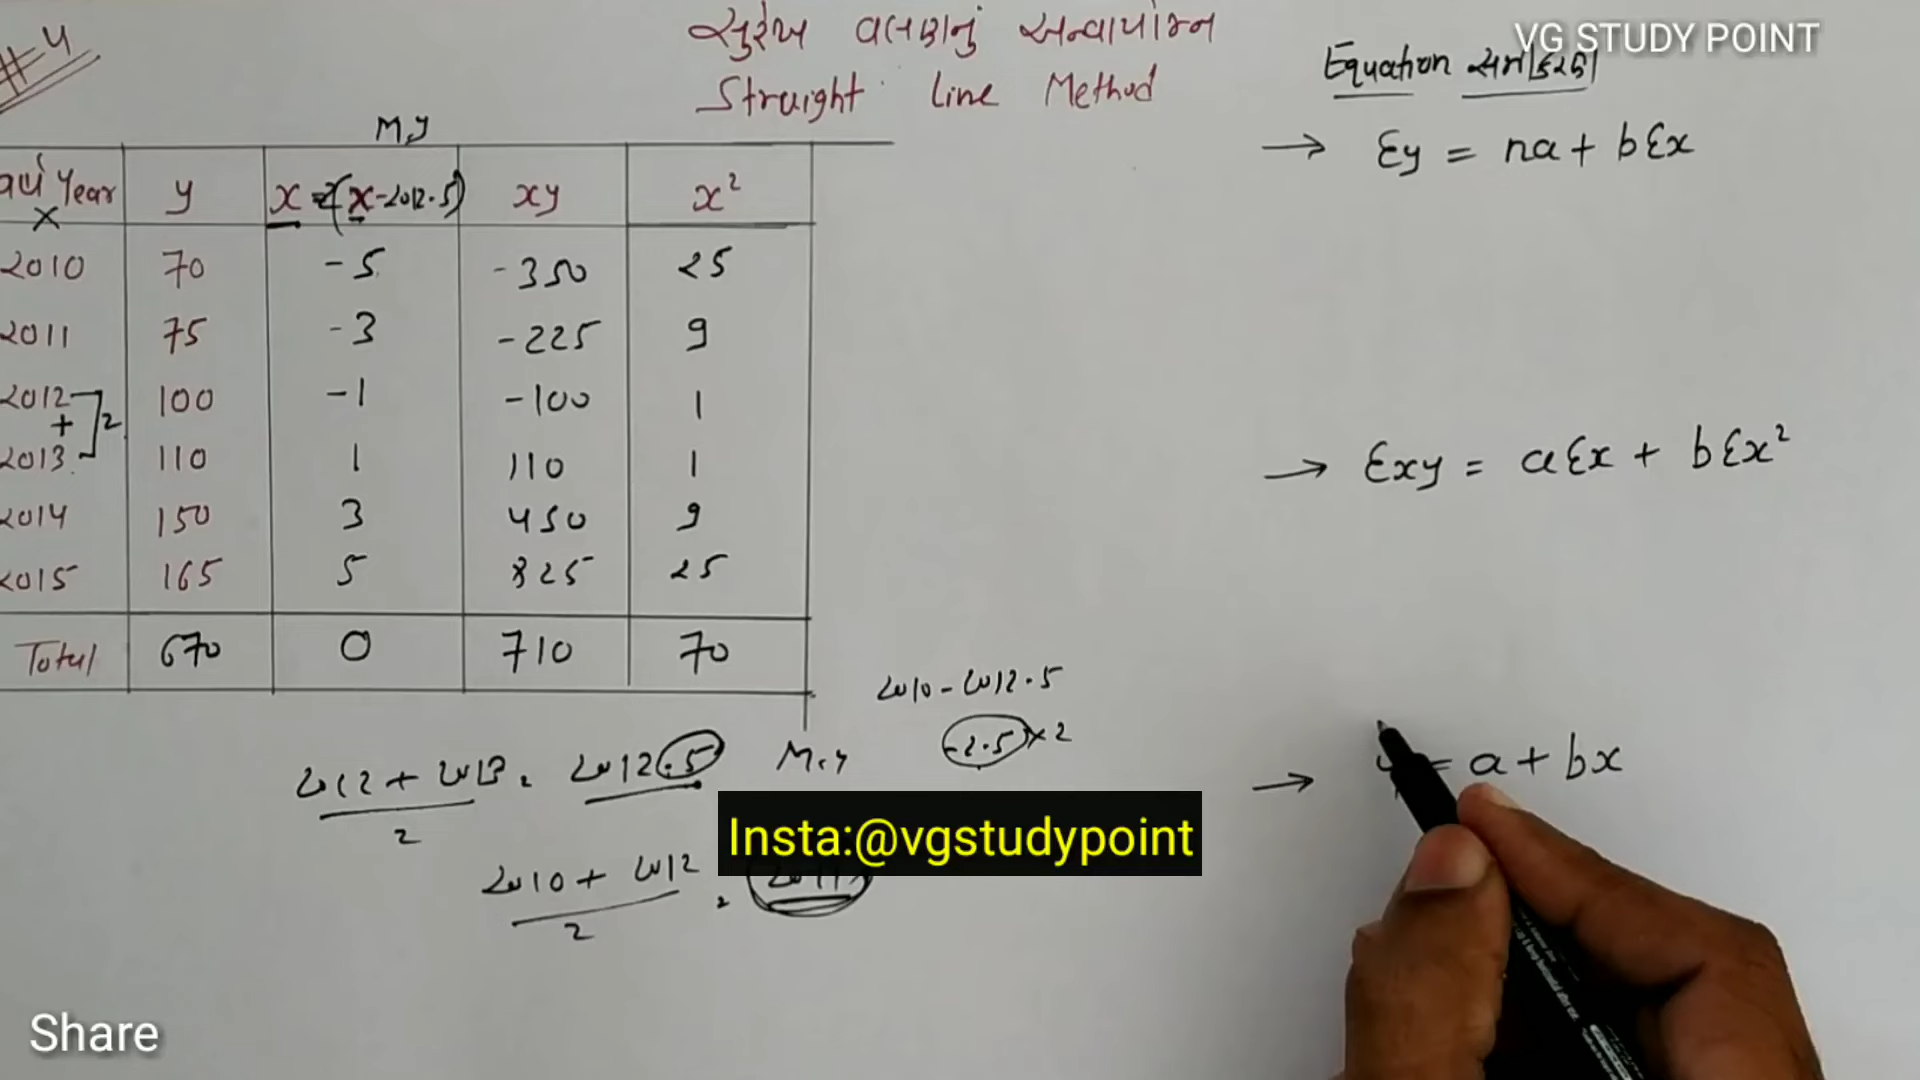 #4
સુરેખ વલણનું અન્વાયોજન
Straight line Method
VG STUDY POINT
Equation સમીકરણ
M.y
વર્ષ Year X | y | x = 2(x-2012.5) | xy | x²
2010 | 70 | -5 | -350 | 25
2011 | 75 | -3 | -225 | 9
2012 | 100 | -1 | -100 | 1
+ ]2
2013 | 110 | 1 | 110 | 1
2014 | 150 | 3 | 450 | 9
2015 | 165 | 5 | 825 | 25
Total | 670 | 0 | 710 | 70
→ Σy = na + bΣx
→ Σxy = aΣx + bΣx²
→ y = a + bx
2010 - 2012.5
-2.5 x 2
2012 + 2013 / 2 = 2012.5 M.y
2010 + 2012 / 2 = 2011
Insta:@vgstudypoint
Share